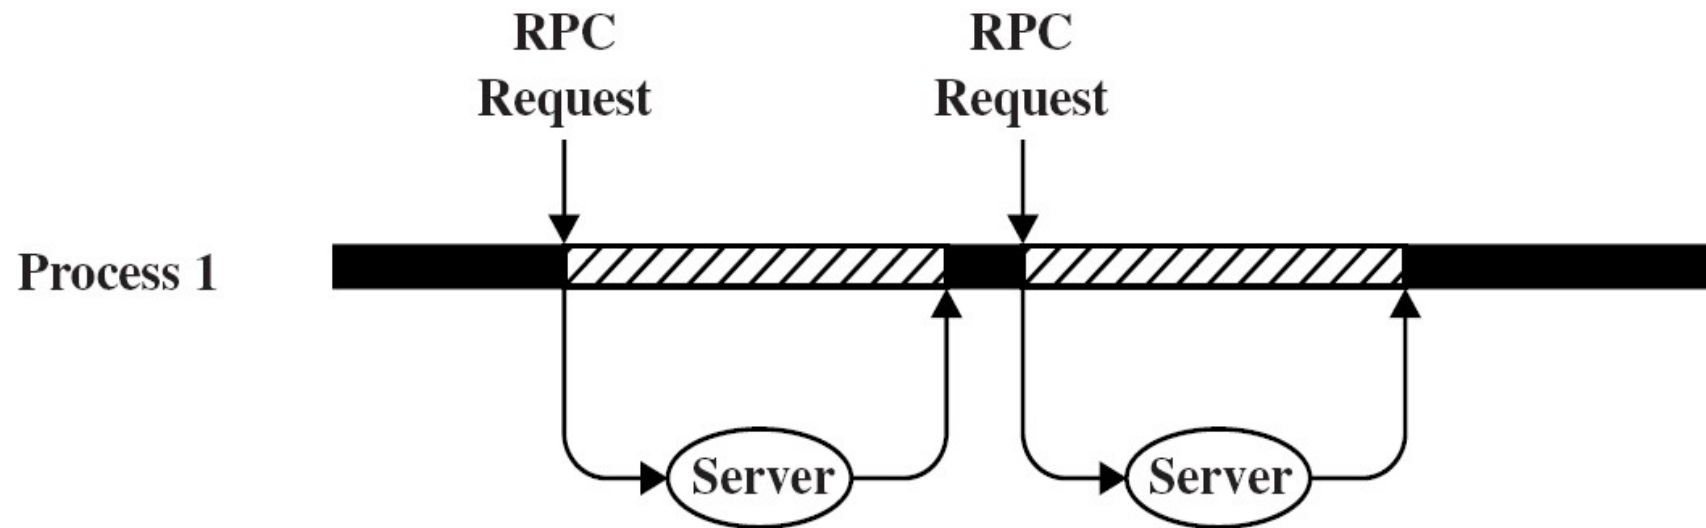 RPC
Request
RPC
Request
Process 1
Server
Server